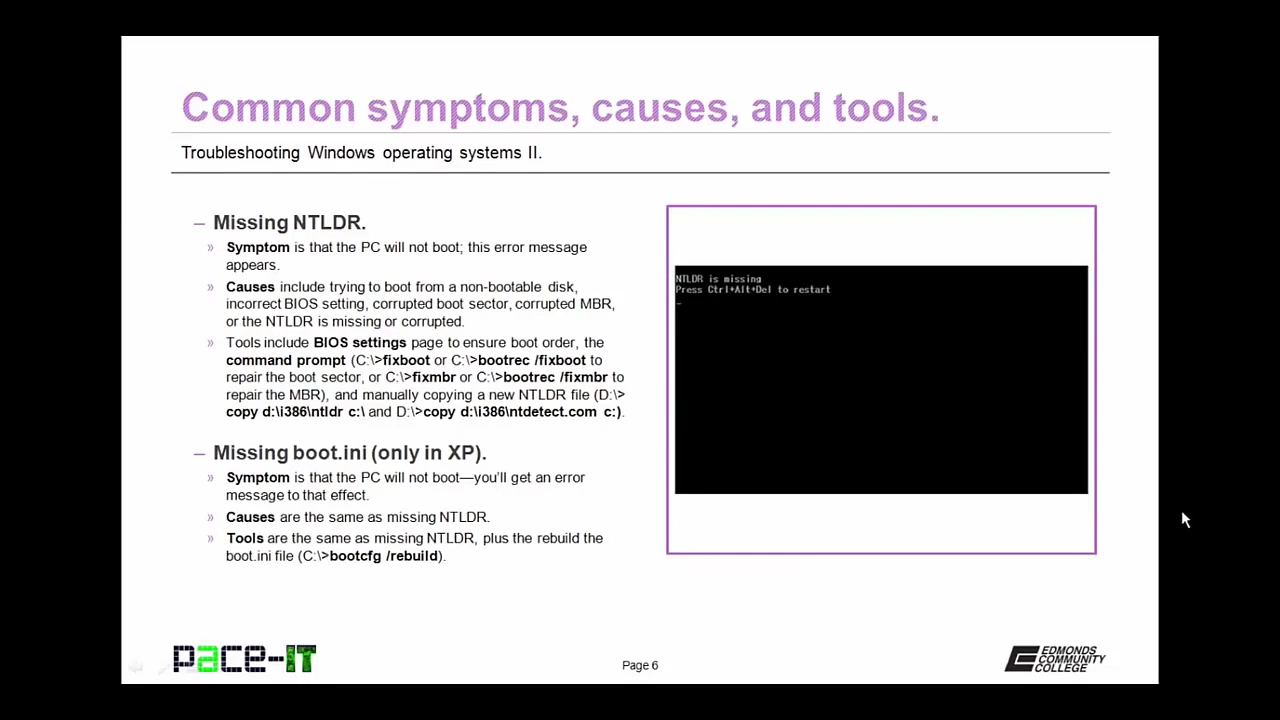 Common symptoms, causes, and tools.
Troubleshooting Windows operating systems II.
– Missing NTLDR.
» Symptom is that the PC will not boot; this error message
appears.
» Causes include trying to boot from a non-bootable disk,
incorrect BIOS setting, corrupted boot sector, corrupted MBR,
or the NTLDR is missing or corrupted.
» Tools include BIOS settings page to ensure boot order, the
command prompt (C:\>fixboot or C:\>bootrec /fixboot to
repair the boot sector, or C:\>fixmbr or C:\>bootrec /fixmbr to
repair the MBR), and manually copying a new NTLDR file (D:\>
copy d:\i386\ntldr c:\ and D:\>copy d:\i386\ntdetect.com c:).
– Missing boot.ini (only in XP).
» Symptom is that the PC will not boot—you’ll get an error
message to that effect.
» Causes are the same as missing NTLDR.
» Tools are the same as missing NTLDR, plus the rebuild the
boot.ini file (C:\>bootcfg /rebuild).
NTLDR is missing
Press Ctrl+Alt+Del to restart
_
pace-IT
Page 6
EDMONDS
COMMUNITY
COLLEGE